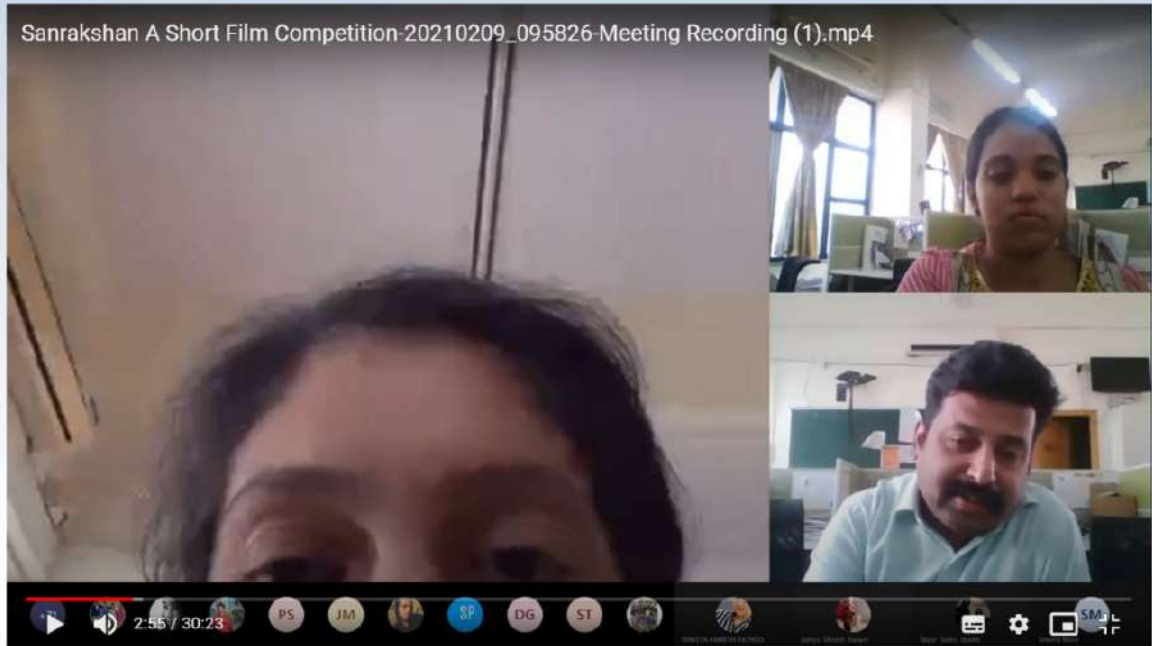 Sanrakshan A Short Film Competition-20210209_095826-Meeting Recording (1).mp4
PS
JM
SP
DG
ST
SM
2:55 / 30:23